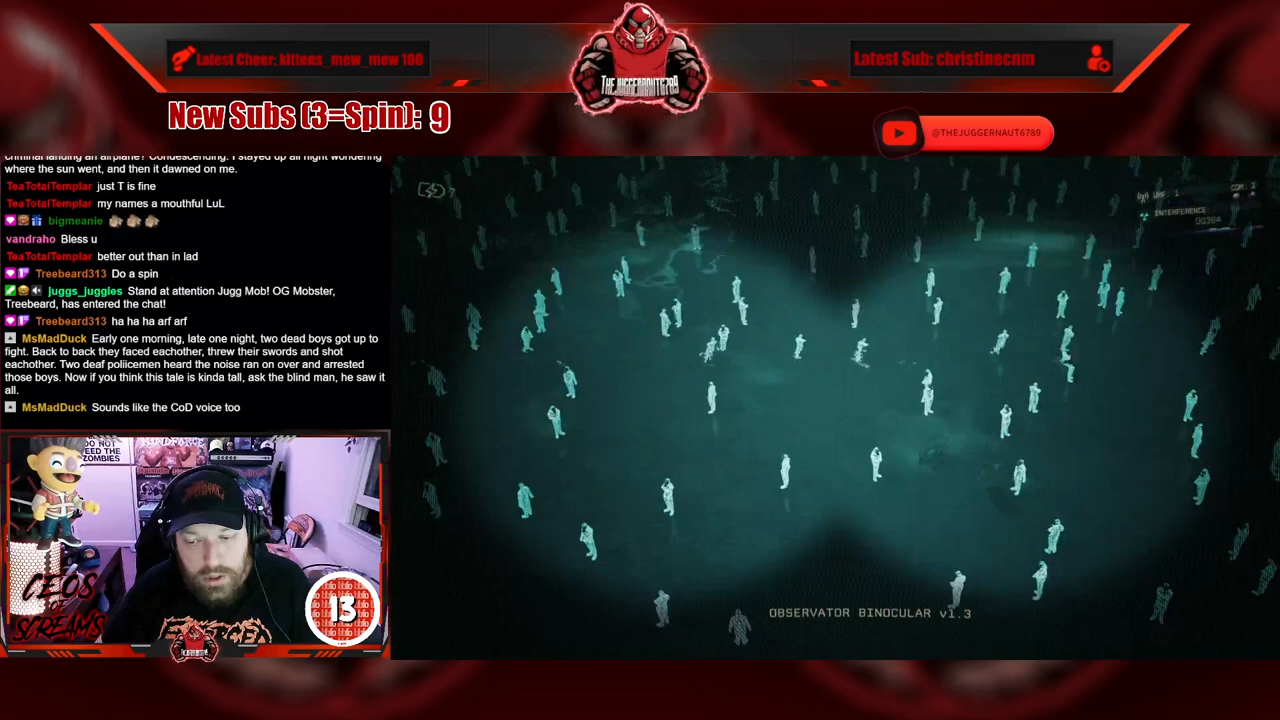 Latest Cheer: kittens_mew_mew 100
THEJUGGERNAUT6789
Latest Sub: christinecnm
New Subs (3=Spin): 9
@THEJUGGERNAUT6789
criminal landing an airplane? Condescending. I stayed up all night wondering
where the sun went, and then it dawned on me.
TeaTotalTemplar just T is fine
TeaTotalTemplar my names a mouthful LuL
bigmeanie
vandraho Bless u
TeaTotalTemplar better out than in lad
Treebeard313 Do a spin
juggs_juggles Stand at attention Jugg Mob! OG Mobster,
Treebeard, has entered the chat!
Treebeard313 ha ha ha arf arf
MsMadDuck Early one morning, late one night, two dead boys got up to
fight. Back to back they faced eachother, threw their swords and shot
eachother. Two deaf poliicemen heard the noise ran on over and arrested
those boys. Now if you think this tale is kinda tall, ask the blind man, he saw it
all.
MsMadDuck Sounds like the CoD voice too
INTERFERENCE:
OBSERVATOR BINOCULAR v1.3
DO NOT
FEED THE
ZOMBIES
CEOS
OF
SCREAMS
13